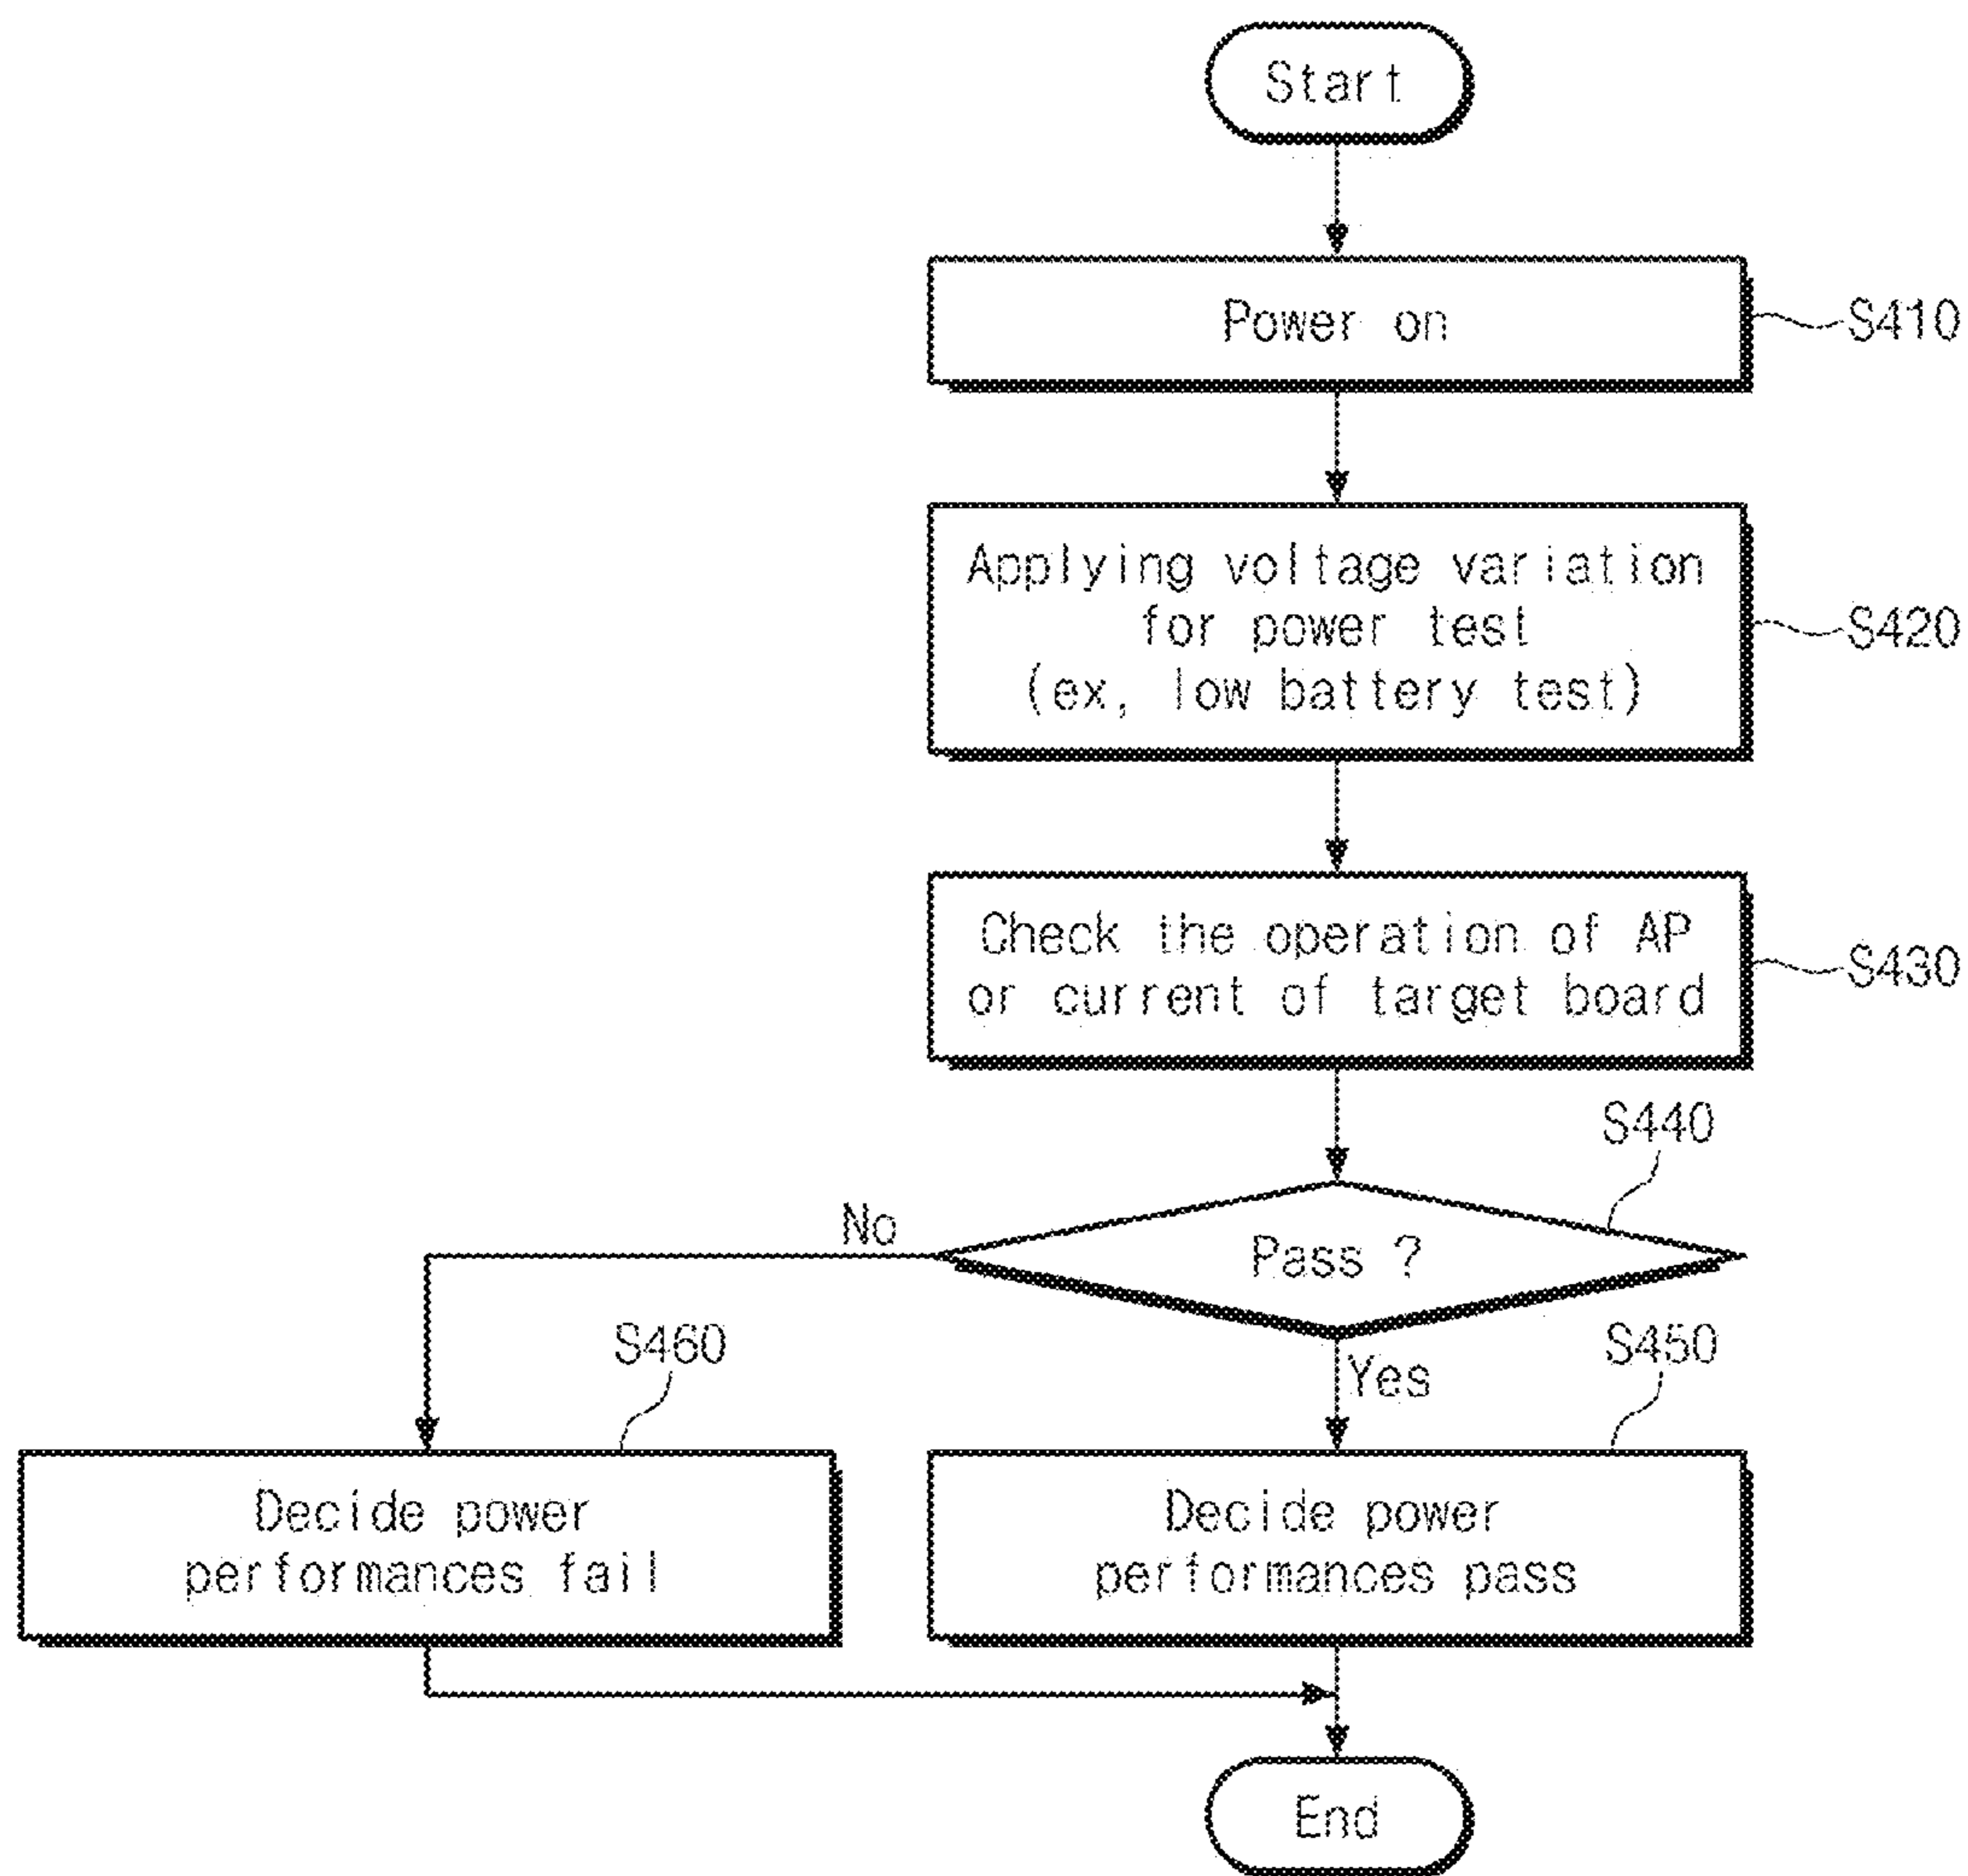 Start
Power on
S410
Applying voltage variation
for power test
(ex, low battery test)
S420
Check the operation of AP
or current of target board
S430
S440
No
Pass ?
Yes
S460
S450
Decide power
performances fail
Decide power
performances pass
End